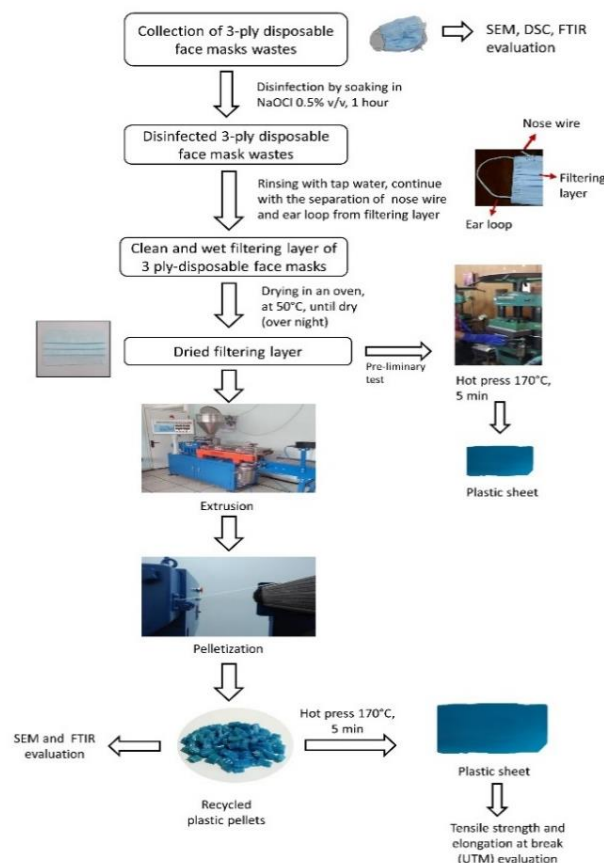 Collection of 3-ply disposable
face masks wastes
SEM, DSC, FTIR
evaluation
Disinfection by soaking in
NaOCl 0.5% v/v, 1 hour
Nose wire
Disinfected 3-ply disposable
face mask wastes
Filtering
layer
Rinsing with tap water, continue
with the separation of nose wire
and ear loop from filtering layer
Ear loop
Clean and wet filtering layer of
3 ply-disposable face masks
Drying in an oven,
at 50°C, until dry
(over night)
Dried filtering layer
Pre-liminary
test
Hot press 170°C,
5 min
Plastic sheet
Extrusion
Pelletization
Hot press 170°C,
5 min
SEM and FTIR
evaluation
Plastic sheet
Recycled
plastic pellets
Tensile strength and
elongation at break
(UTM) evaluation